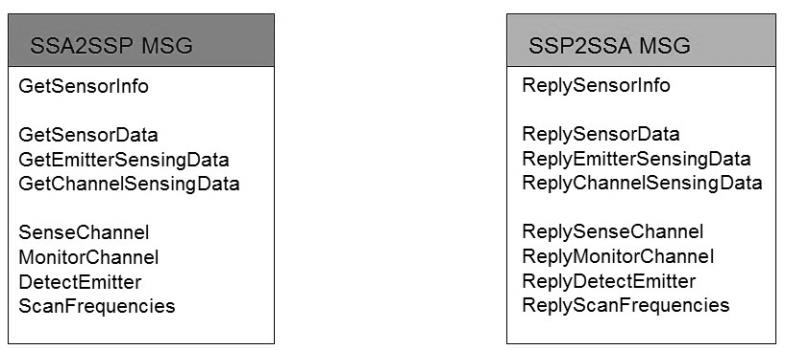 SSA2SSP MSG
GetSensorInfo
GetSensorData
GetEmitterSensingData
GetChannelSensingData
SenseChannel
MonitorChannel
DetectEmitter
ScanFrequencies
SSP2SSA MSG
ReplySensorInfo
ReplySensorData
ReplyEmitterSensingData
ReplyChannelSensingData
ReplySenseChannel
ReplyMonitorChannel
ReplyDetectEmitter
ReplyScanFrequencies